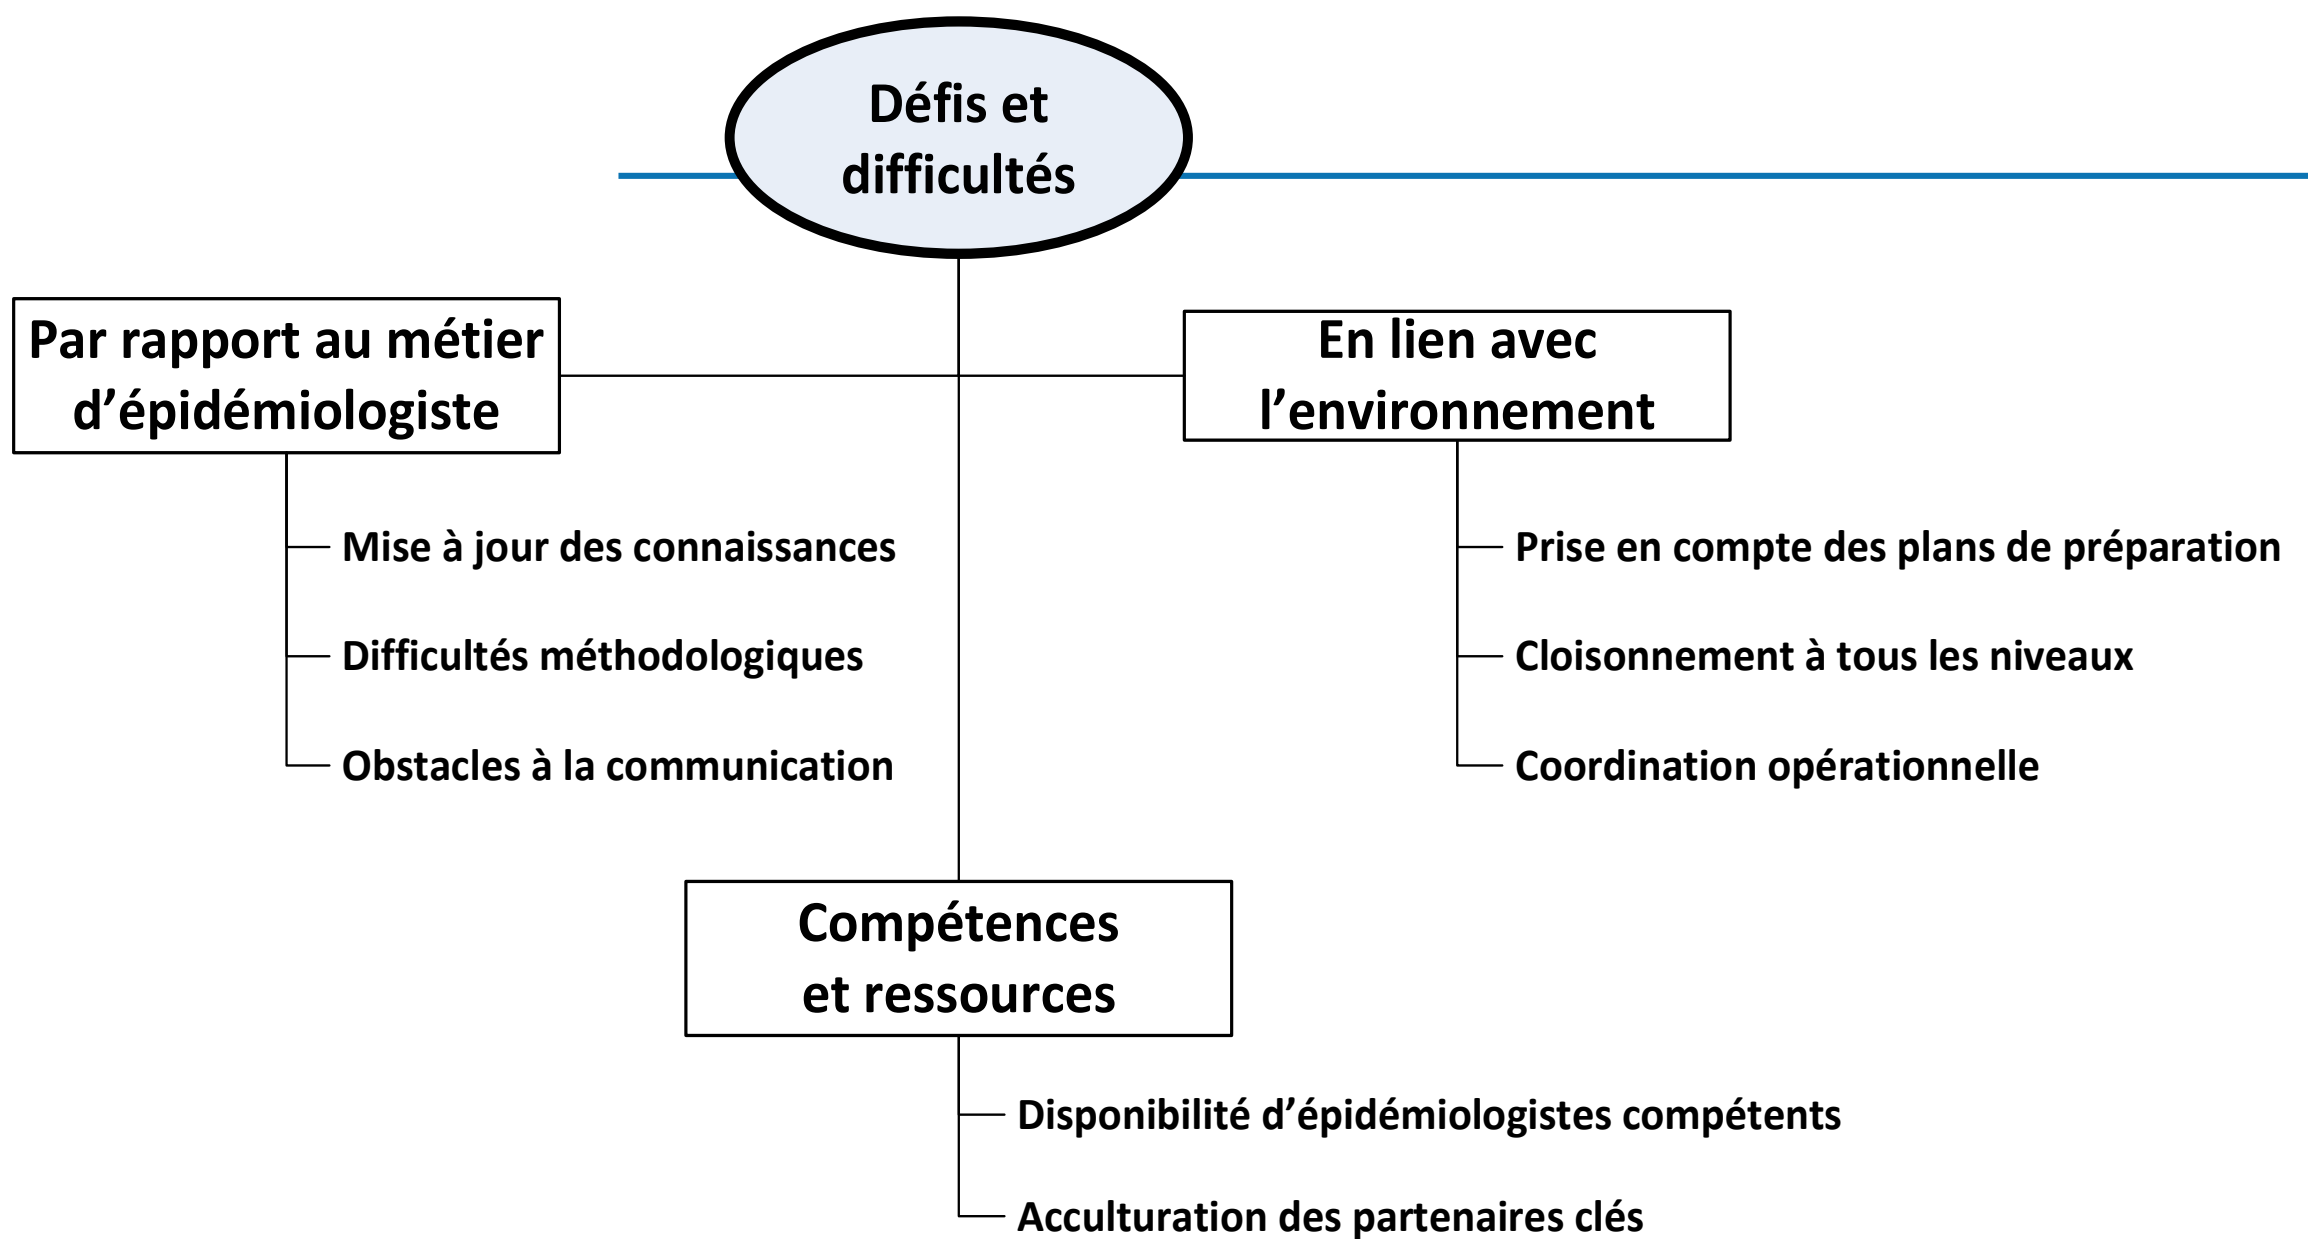 Défis et
difficultés
Par rapport au métier
d’épidémiologiste
Mise à jour des connaissances
Difficultés méthodologiques
Obstacles à la communication
En lien avec
l’environnement
Prise en compte des plans de préparation
Cloisonnement à tous les niveaux
Coordination opérationnelle
Compétences
et ressources
Disponibilité d’épidémiologistes compétents
Acculturation des partenaires clés